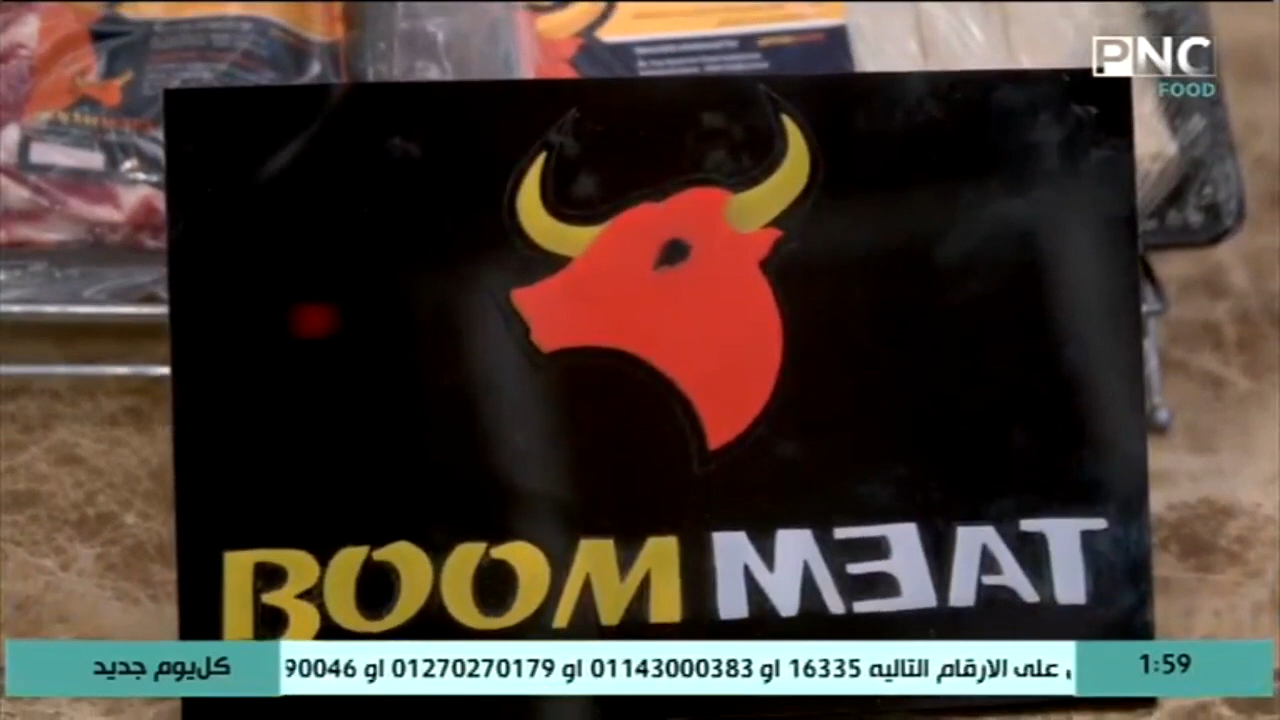 PNC
FOOD
BOOM MEAT
كل يوم جديد
على الارقام التاليه 16335 او 01143000383 او 01270270179 او 90046
1:59